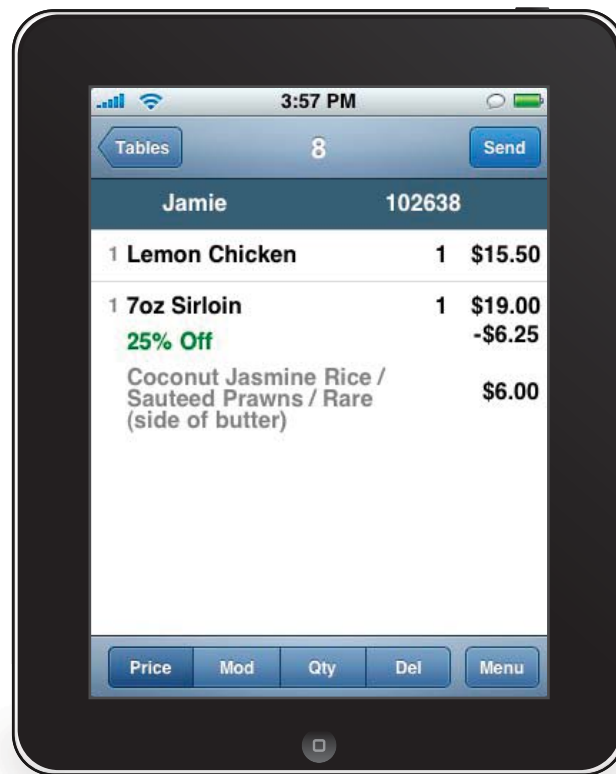 3:57 PM
Tables 8 Send
Jamie 102638
1 Lemon Chicken 1 $15.50
1 7oz Sirloin 1 $19.00
25% Off -$6.25
Coconut Jasmine Rice /
Sauteed Prawns / Rare $6.00
(side of butter)
Price Mod Qty Del Menu